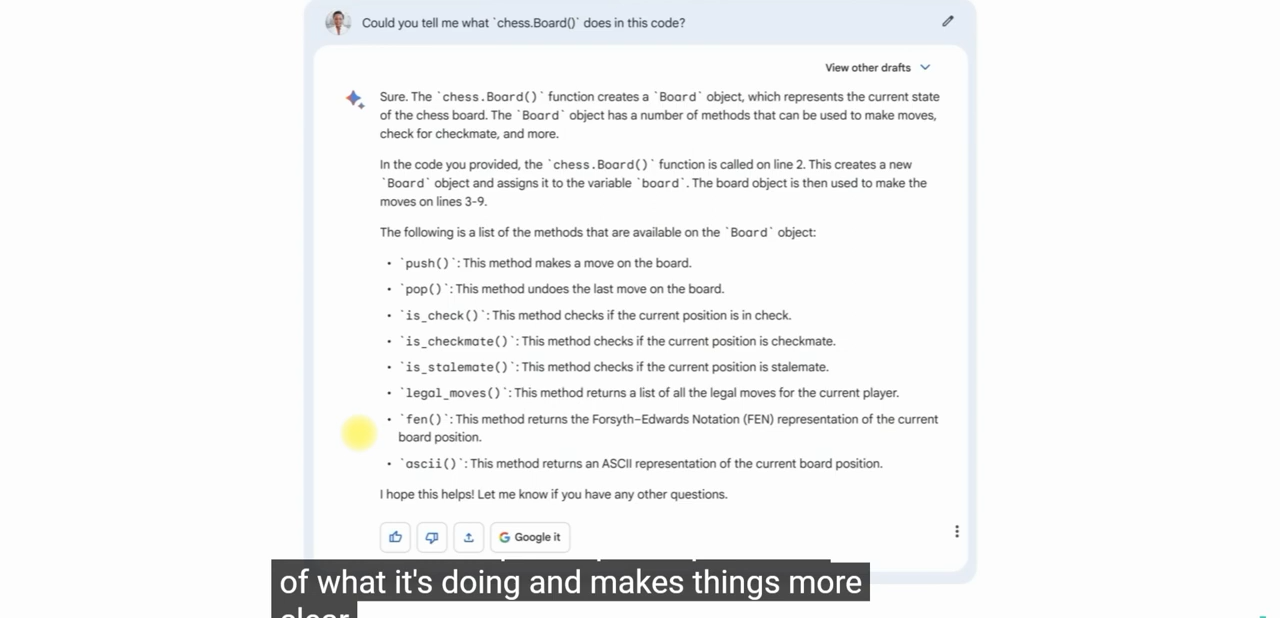 Could you tell me what `chess.Board()` does in this code?
View other drafts
Sure. The `chess.Board()` function creates a `Board` object, which represents the current state
of the chess board. The `Board` object has a number of methods that can be used to make moves,
check for checkmate, and more.
In the code you provided, the `chess.Board()` function is called on line 2. This creates a new
`Board` object and assigns it to the variable `board`. The board object is then used to make the
moves on lines 3-9.
The following is a list of the methods that are available on the `Board` object:
• `push()`: This method makes a move on the board.
• `pop()`: This method undoes the last move on the board.
• `is_check()`: This method checks if the current position is in check.
• `is_checkmate()`: This method checks if the current position is checkmate.
• `is_stalemate()`: This method checks if the current position is stalemate.
• `legal_moves()`: This method returns a list of all the legal moves for the current player.
• `fen()`: This method returns the Forsyth–Edwards Notation (FEN) representation of the current
board position.
• `ascii()`: This method returns an ASCII representation of the current board position.
I hope this helps! Let me know if you have any other questions.
Google it
of what it's doing and makes things more
clear